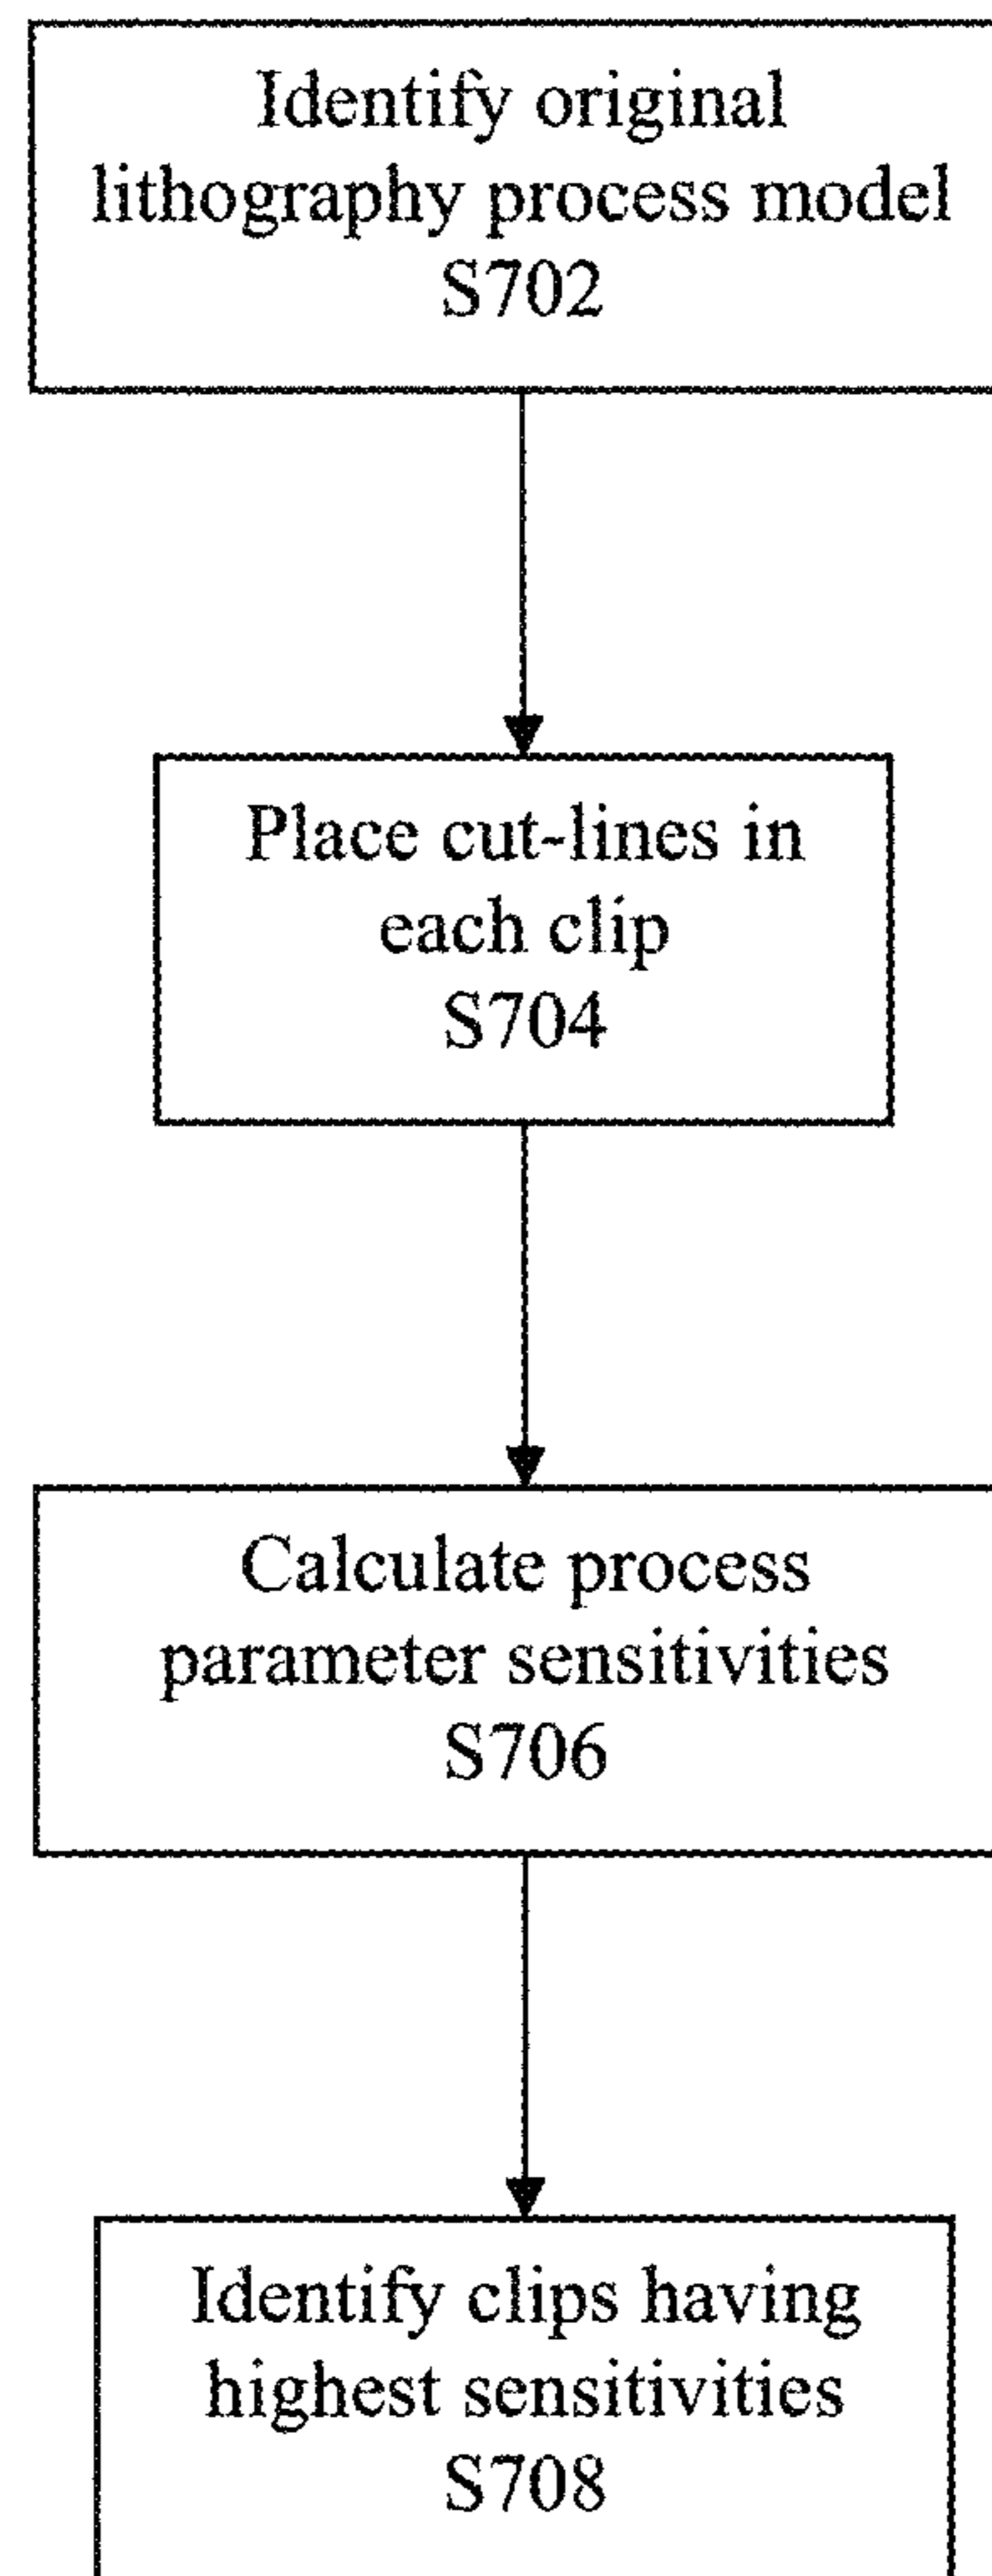 Identify original
lithography process model
S702
Place cut-lines in
each clip
S704
Calculate process
parameter sensitivities
S706
Identify clips having
highest sensitivities
S708